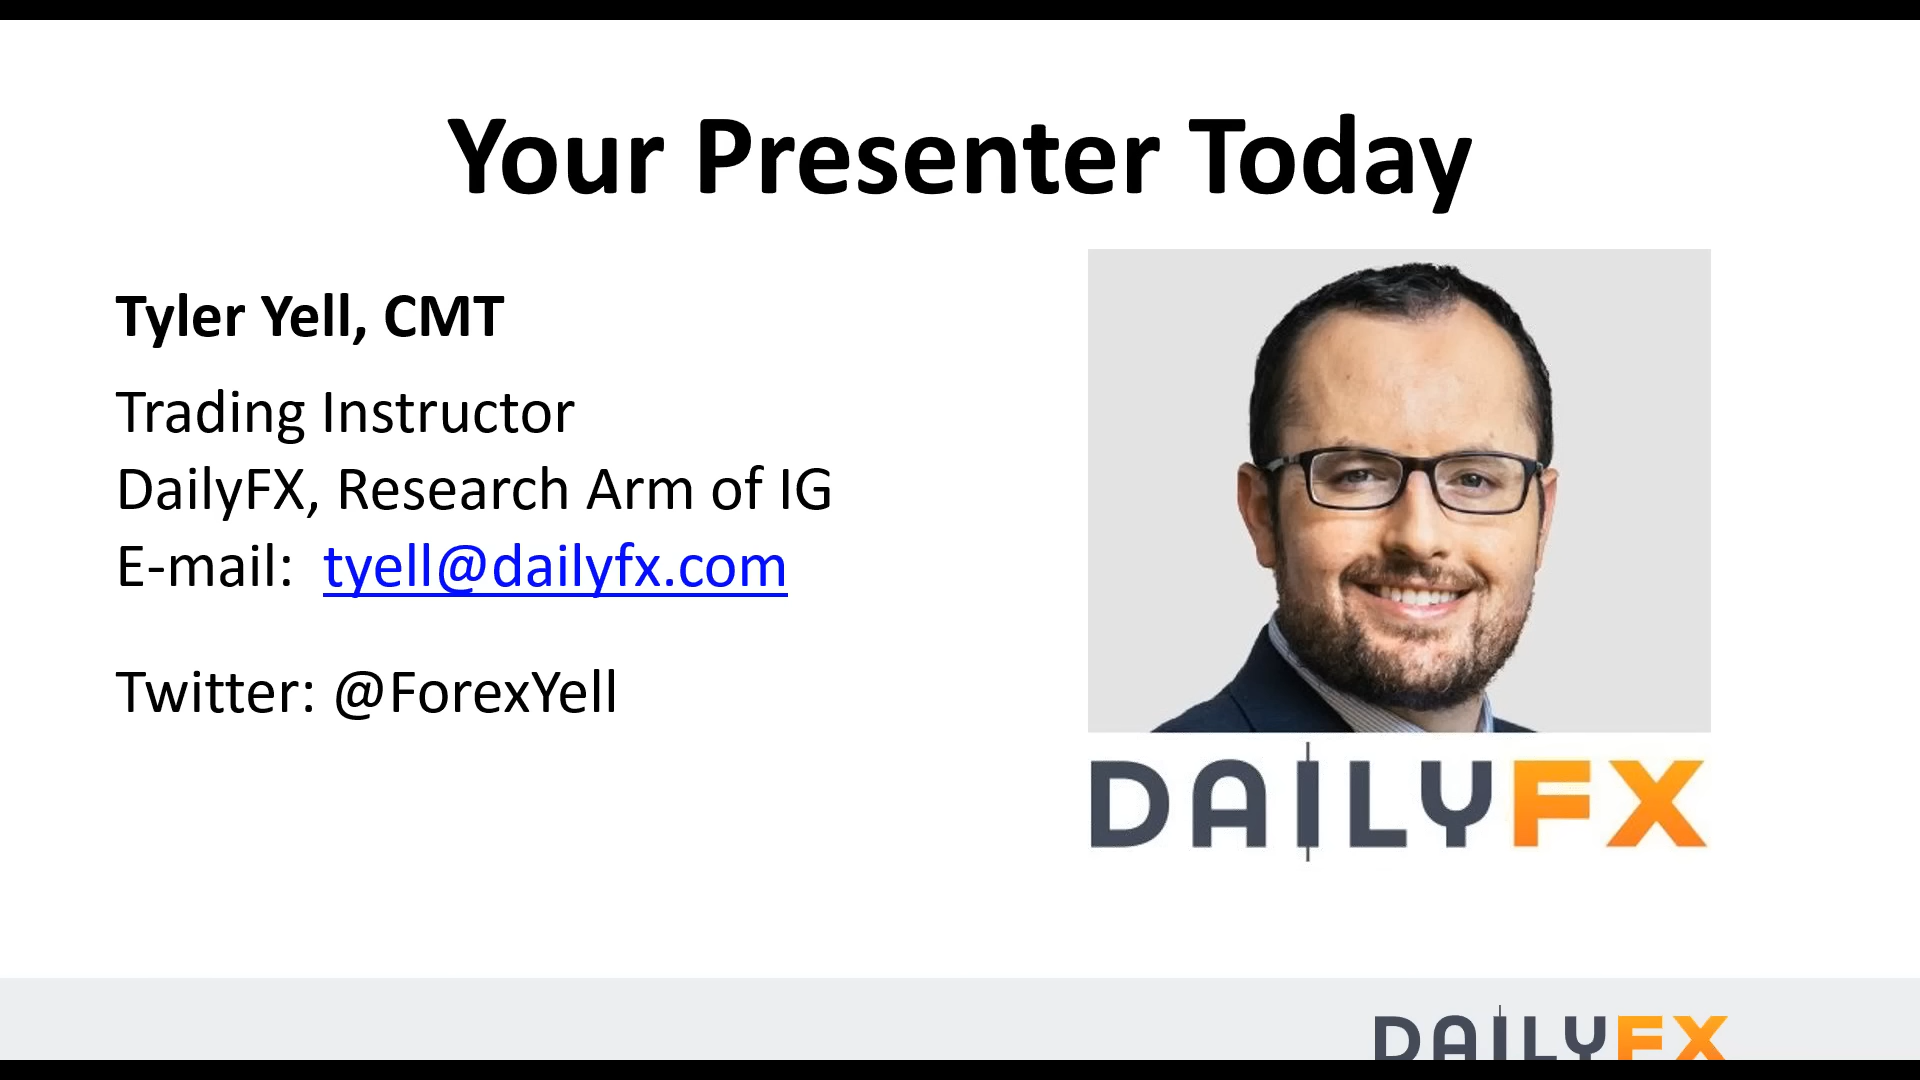 Your Presenter Today
Tyler Yell, CMT
Trading Instructor
DailyFX, Research Arm of IG
E-mail: tyell@dailyfx.com
Twitter: @ForexYell
DAILYFX
DAILYFX